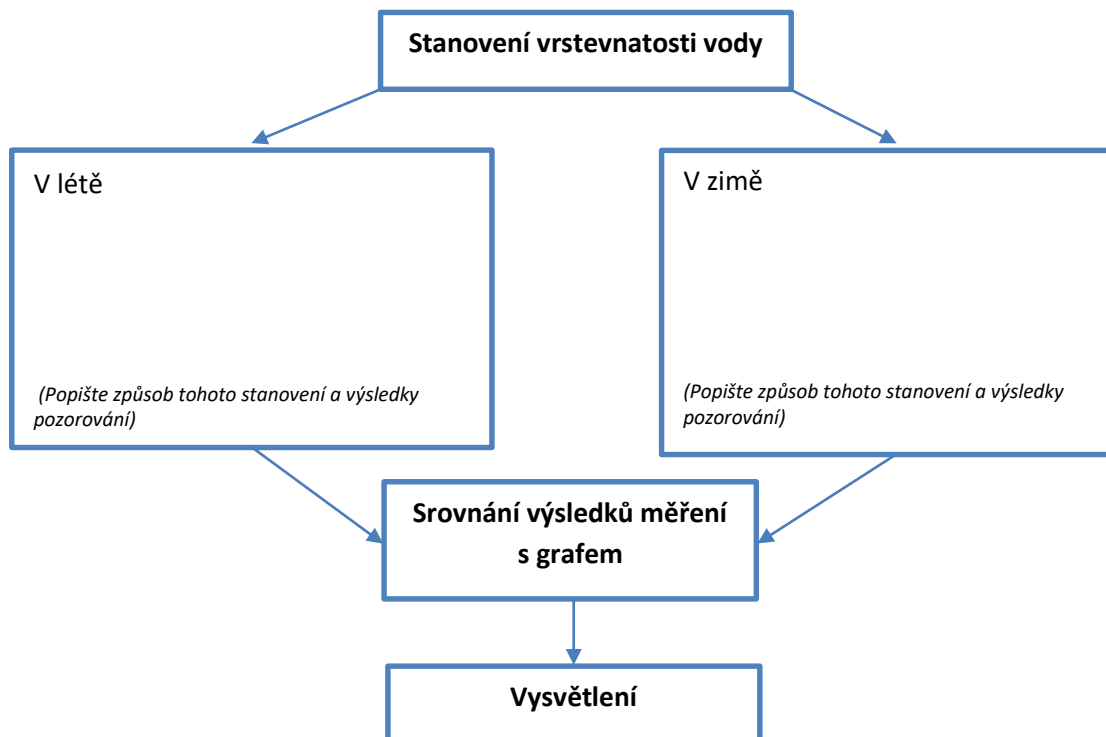 Stanovení vrstevnatosti vody
V létě
(Popište způsob tohoto stanovení a výsledky
pozorování)
V zimě
(Popište způsob tohoto stanovení a výsledky
pozorování)
Srovnání výsledků měření
s grafem
Vysvětlení